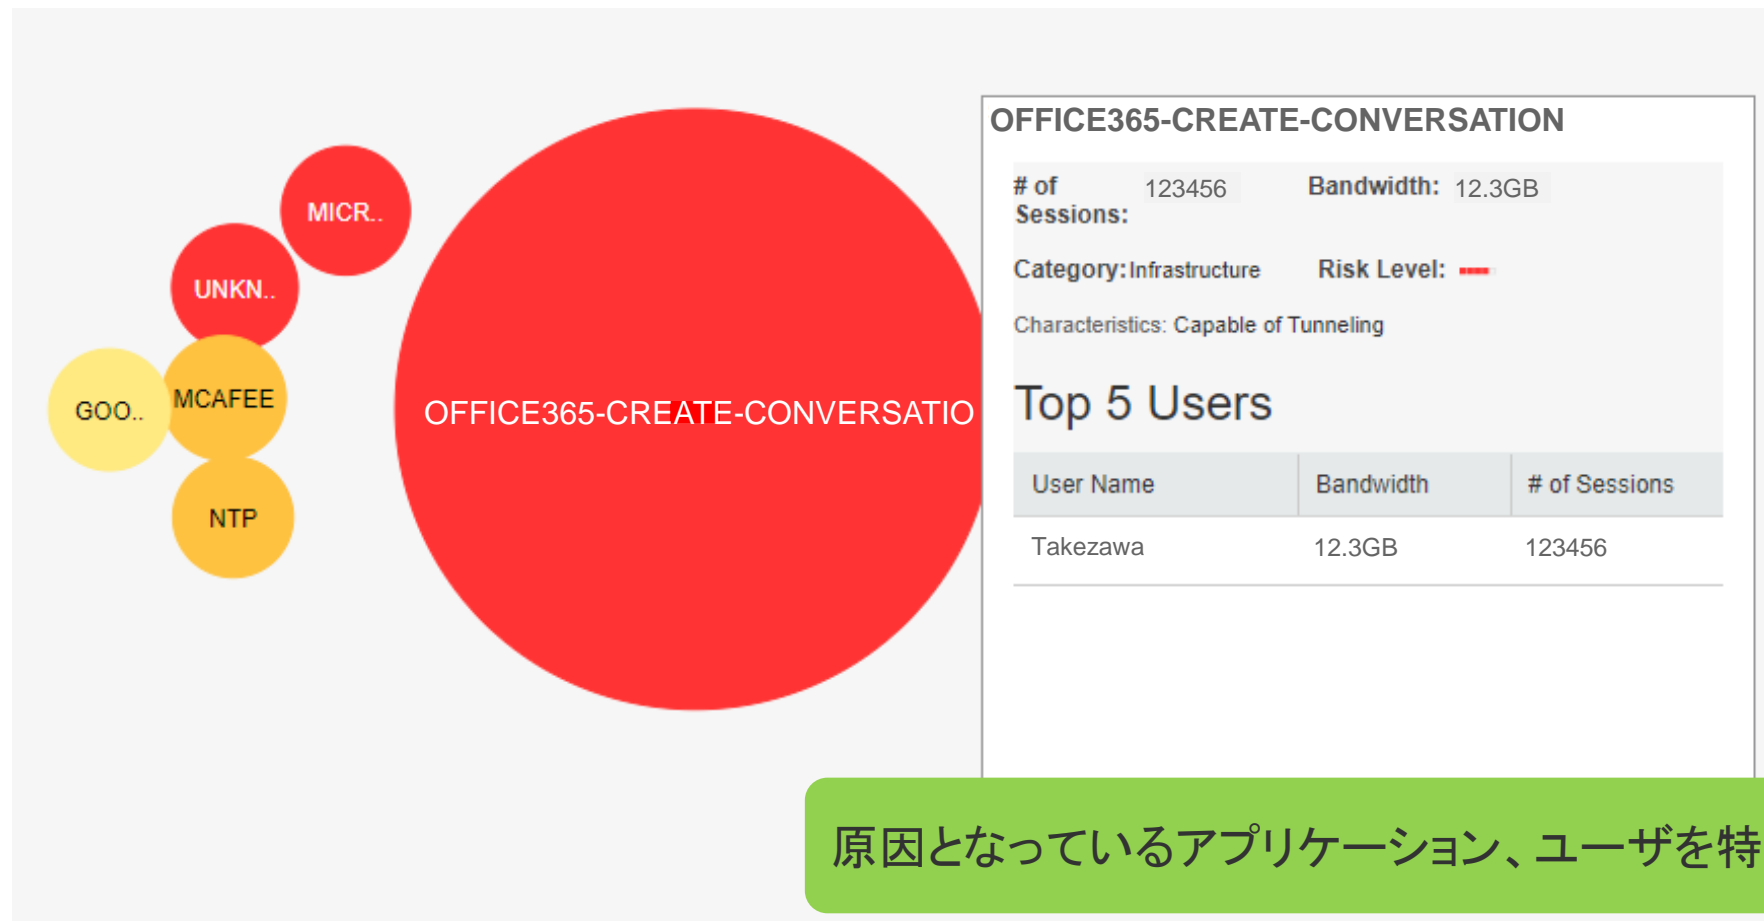 MICR..
UNKN..
GOO..
MCAFEE
NTP
OFFICE365-CREATE-CONVERSATIO
OFFICE365-CREATE-CONVERSATION
# of Sessions: 123456 Bandwidth: 12.3GB
Category: Infrastructure Risk Level:
Characteristics: Capable of Tunneling
Top 5 Users
User Name Bandwidth # of Sessions
Takezawa 12.3GB 123456
原因となっているアプリケーション、ユーザを特